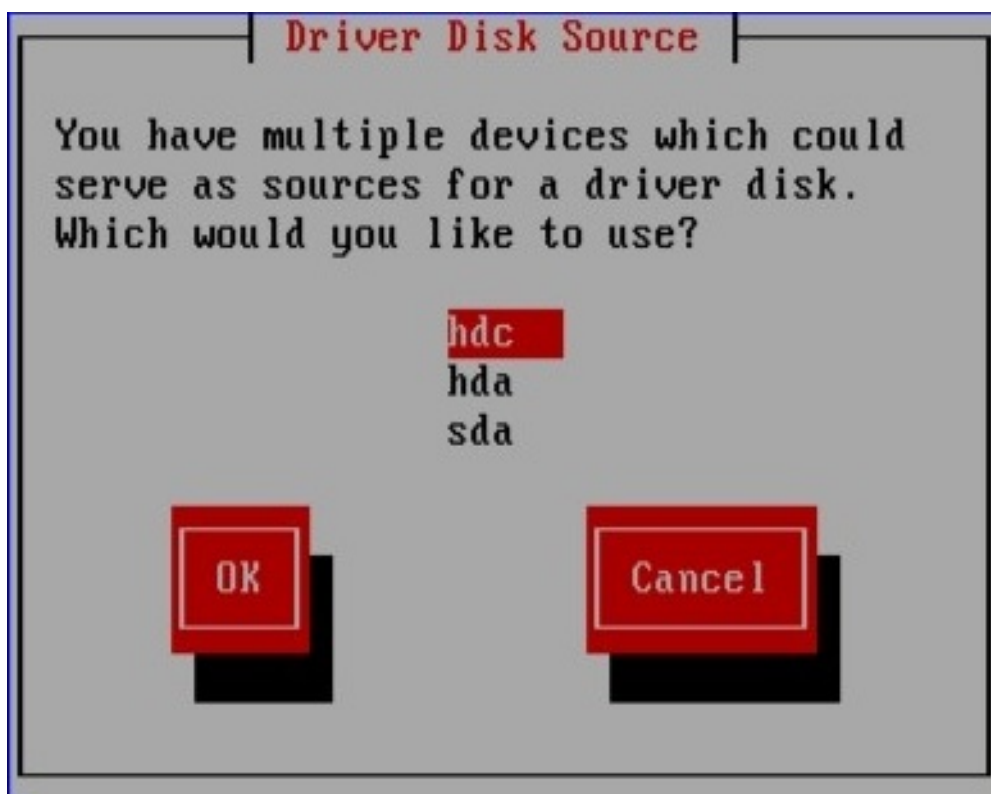 Driver Disk Source
You have multiple devices which could
serve as sources for a driver disk.
Which would you like to use?
hdc
hda
sda
OK Cancel